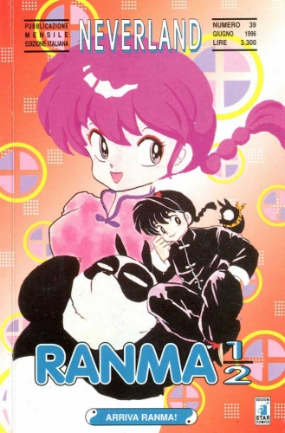 PUBBLICAZIONE
MENSILE
EDIZIONE ITALIANA
NEVERLAND
NUMERO 39
GIUGNO 1996
LIRE 3.300
RANMA 1/2
ARRIVA RANMA!
EDIZIONI
STAR
COMICS